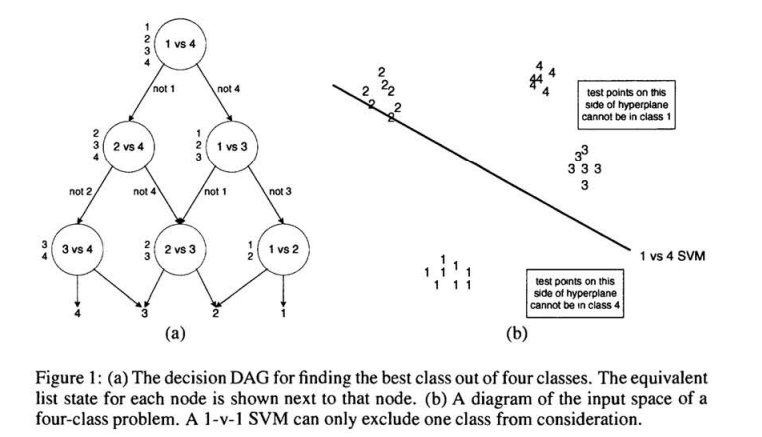 1
2
3
4
1 vs 4
not 1
not 4
2
3
4
2 vs 4
1
2
3
1 vs 3
not 2
not 4
not 1
not 3
3
4
3 vs 4
2
3
2 vs 3
1
2
1 vs 2
4
3
2
1
(a)
2
2 2 2
2 2
2
4
4 4 4
4 4
test points on this
side of hyperplane
cannot be in class 1
3 3
3 3 3
3
1 vs 4 SVM
1
1 1 1 1
1 1 1
test points on this
side of hyperplane
cannot be in class 4
(b)
Figure 1: (a) The decision DAG for finding the best class out of four classes. The equivalent
list state for each node is shown next to that node. (b) A diagram of the input space of a
four-class problem. A 1-v-1 SVM can only exclude one class from consideration.